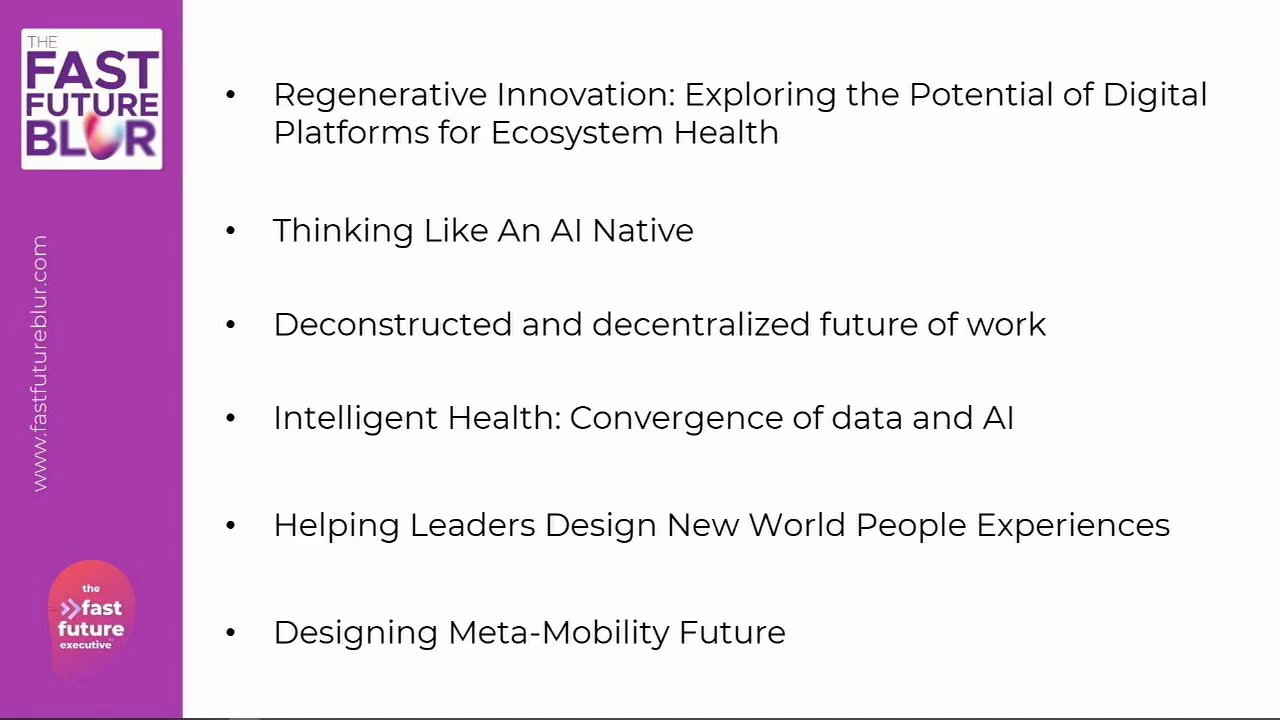 THE
FAST
FUTURE
BLUR
www.fastfutureblur.com
the
fast
future
executive
• Regenerative Innovation: Exploring the Potential of Digital
Platforms for Ecosystem Health
• Thinking Like An AI Native
• Deconstructed and decentralized future of work
• Intelligent Health: Convergence of data and AI
• Helping Leaders Design New World People Experiences
• Designing Meta-Mobility Future